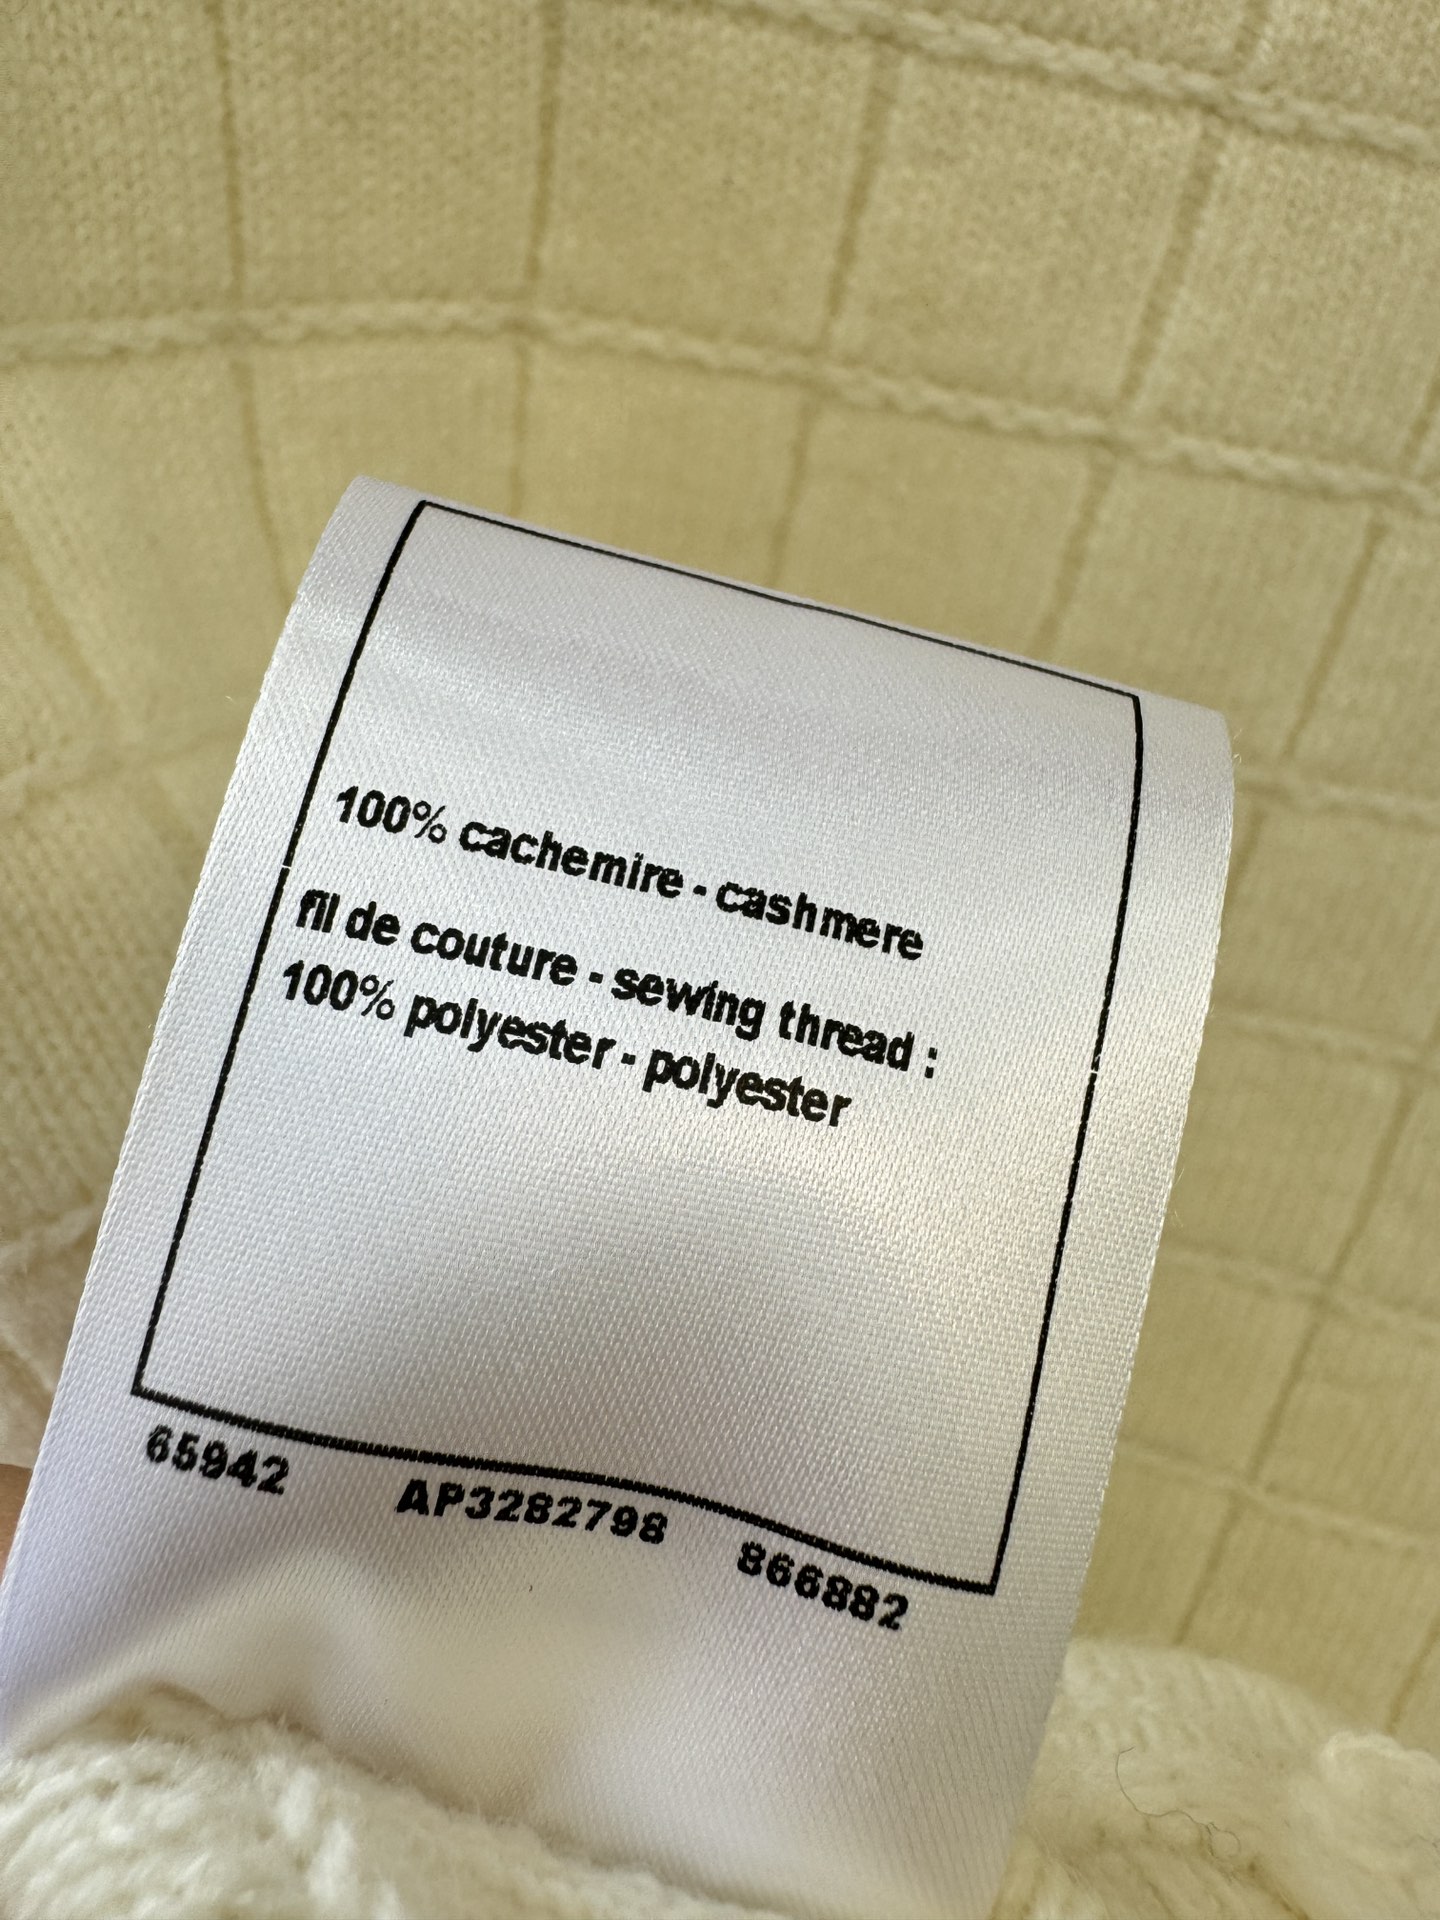 100% cachemire - cashmere
fil de couture - sewing thread :
100% polyester - polyester
65942 AP3282798 866882